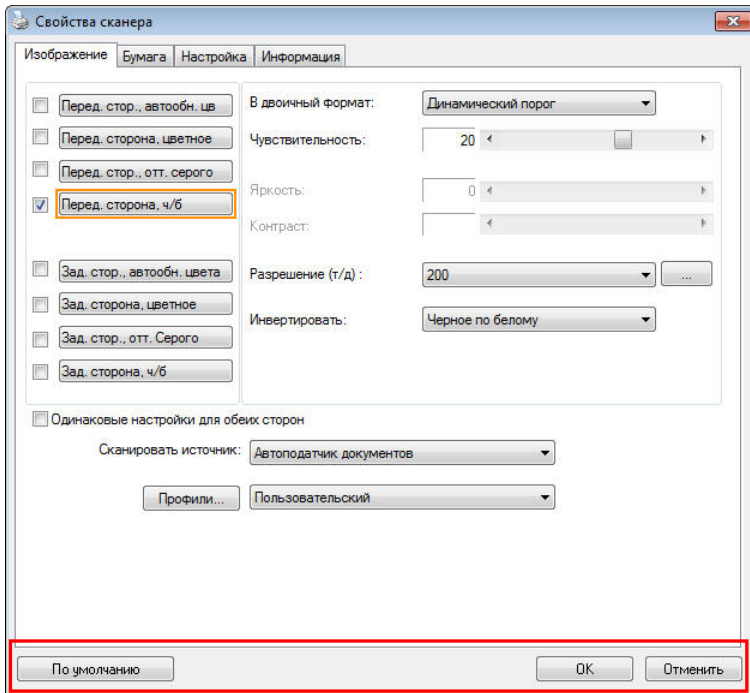 Свойства сканера
Изображение Бумага Настройка Информация
Перед. стор., автообн. цв
Перед. сторона, цветное
Перед. стор., отт. серого
Перед. сторона, ч/б
Зад. стор., автообн. цвета
Зад. сторона, цветное
Зад. стор., отт. Серого
Зад. сторона, ч/б
В двоичный формат: Динамический порог
Чувствительность: 20
Яркость: 0
Контраст:
Разрешение (т/д) : 200 ...
Инвертировать: Черное по белому
Одинаковые настройки для обеих сторон
Сканировать источник: Автоподатчик документов
Профили... Пользовательский
По умолчанию OK Отменить